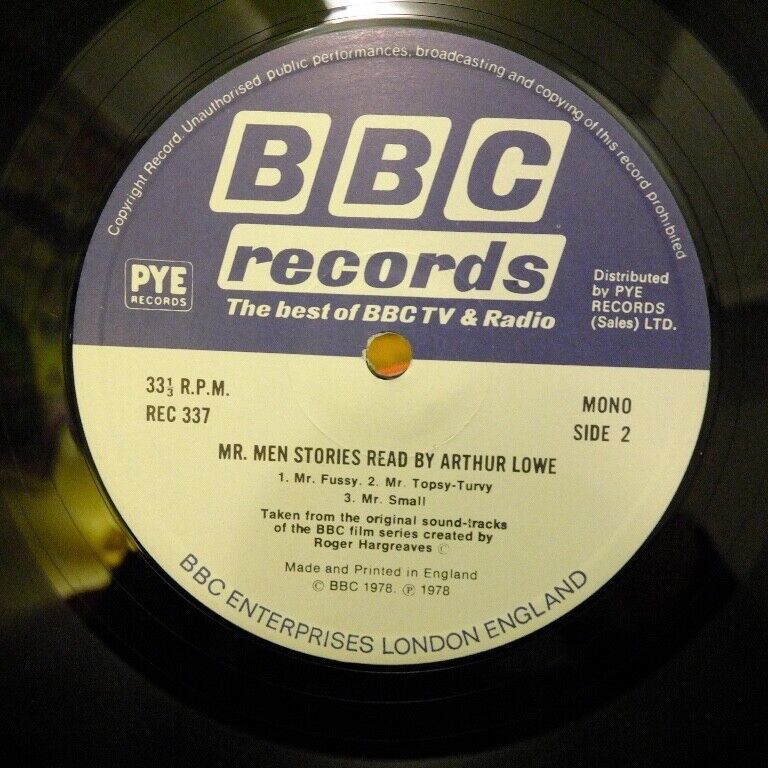 Copyright Record. Unauthorised public performances, broadcasting and copying of this record prohibited
BBC
records
The best of BBC TV & Radio
PYE
RECORDS
Distributed
by PYE
RECORDS
(Sales) LTD.
33⅓ R.P.M.
REC 337
MONO
SIDE 2
MR. MEN STORIES READ BY ARTHUR LOWE
1. Mr. Fussy. 2. Mr. Topsy-Turvy
3. Mr. Small
Taken from the original sound-tracks
of the BBC film series created by
Roger Hargreaves ©
Made and Printed in England
© BBC 1978. ℗ 1978
BBC ENTERPRISES LONDON ENGLAND